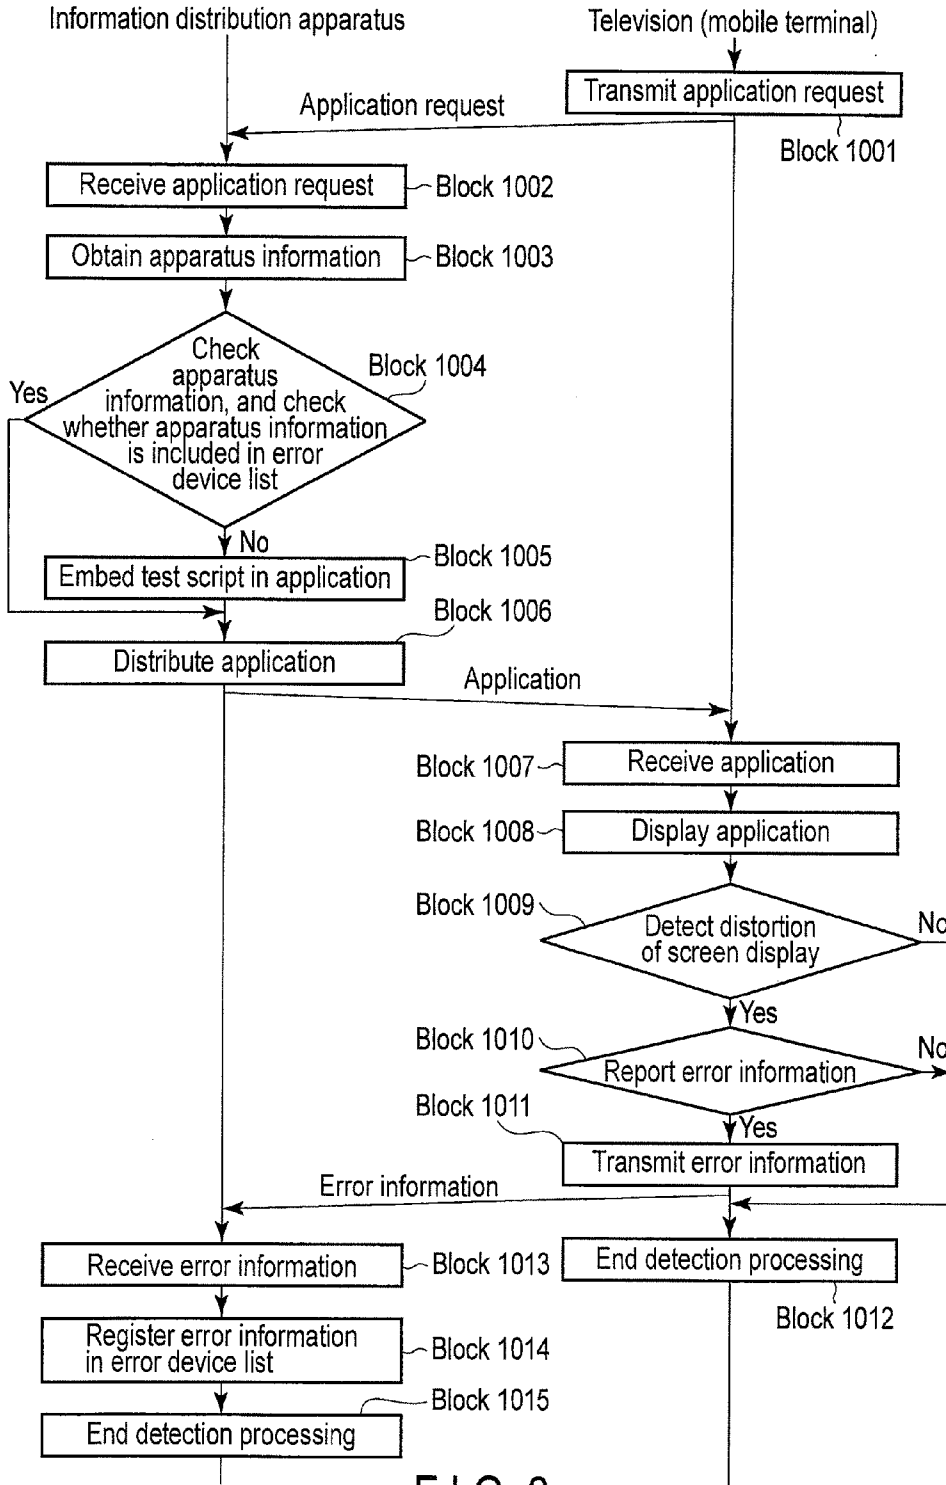 Information distribution apparatus
Television (mobile terminal)
Transmit application request
Application request
Block 1001
Receive application request
Block 1002
Obtain apparatus information
Block 1003
Check
apparatus
information, and check
whether apparatus information
is included in error
device list
Block 1004
Yes
No
Embed test script in application
Block 1005
Block 1006
Distribute application
Application
Block 1007
Receive application
Block 1008
Display application
Block 1009
Detect distortion
of screen display
No
Yes
Block 1010
Report error information
No
Block 1011
Yes
Transmit error information
Error information
Receive error information
Block 1013
End detection processing
Block 1012
Register error information
in error device list
Block 1014
Block 1015
End detection processing